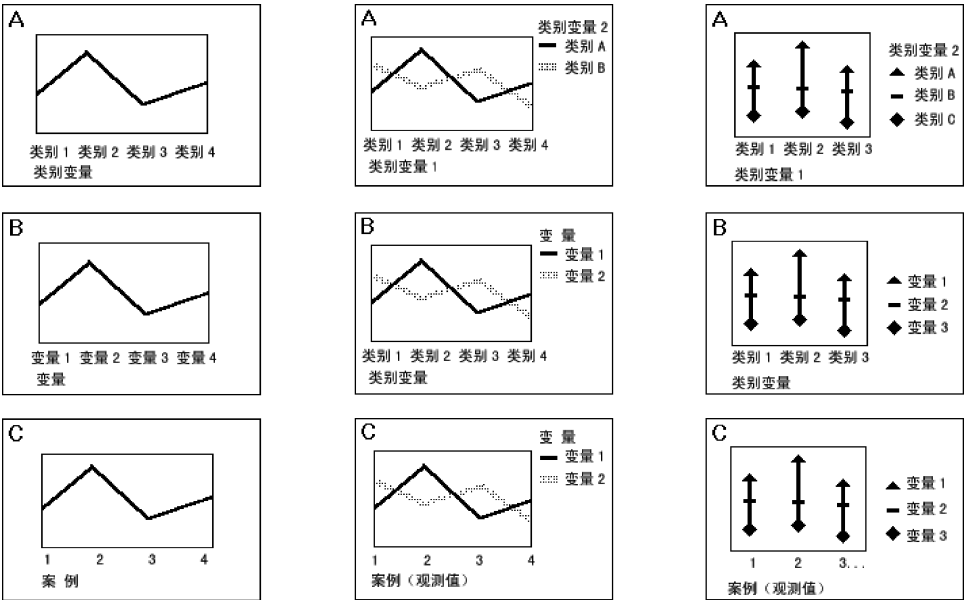 A
类别 1 类别 2 类别 3 类别 4
类别变量
A
类别变量 2
类别 A
类别 B
类别 1 类别 2 类别 3 类别 4
类别变量 1
A
类别变量 2
类别 A
类别 B
类别 C
类别 1 类别 2 类别 3
类别变量 1
B
变量 1 变量 2 变量 3 变量 4
变量
B
变 量
变量 1
变量 2
类别 1 类别 2 类别 3 类别 4
类别变量
B
变量 1
变量 2
变量 3
类别 1 类别 2 类别 3
类别变量
C
1 2 3 4
案 例
C
变 量
变量 1
变量 2
1 2 3 4
案例（观测值）
C
变量 1
变量 2
变量 3
1 2 3...
案例（观测值）